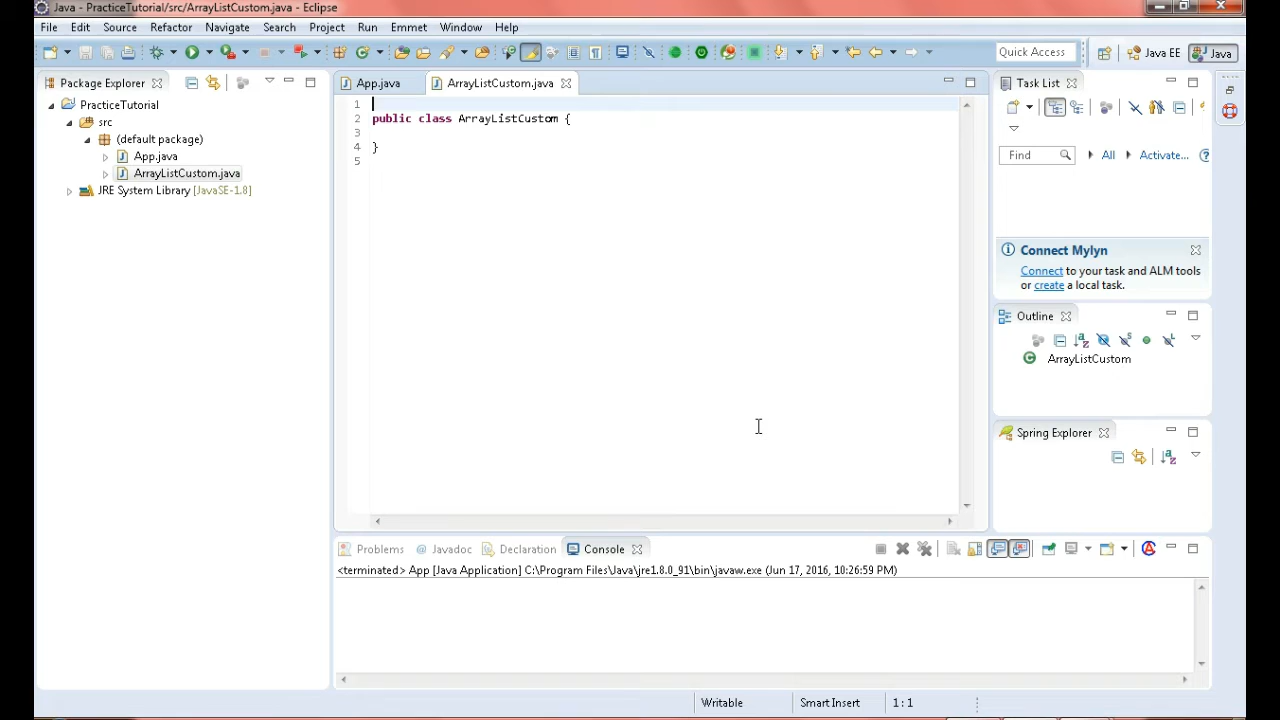 Java - PracticeTutorial/src/ArrayListCustom.java - Eclipse
File Edit Source Refactor Navigate Search Project Run Emmet Window Help
Quick Access
Java EE
Java
Package Explorer
PracticeTutorial
src
(default package)
App.java
ArrayListCustom.java
JRE System Library [JavaSE-1.8]
App.java
ArrayListCustom.java
1
2 public class ArrayListCustom {
3
4 }
5
Task List
Find
All
Activate...
Connect Mylyn
Connect to your task and ALM tools
or create a local task.
Outline
ArrayListCustom
Spring Explorer
Problems
@ Javadoc
Declaration
Console
<terminated> App [Java Application] C:\Program Files\Java\jre1.8.0_91\bin\javaw.exe (Jun 17, 2016, 10:26:59 PM)
Writable
Smart Insert
1 : 1